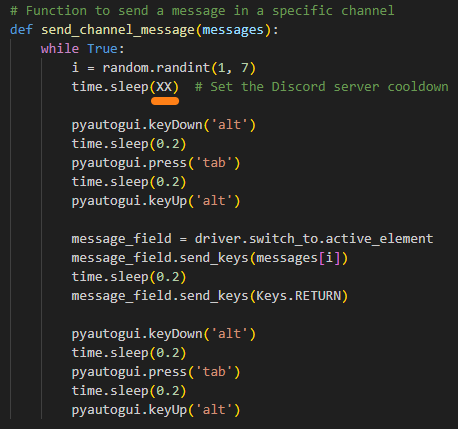 # Function to send a message in a specific channel
def send_channel_message(messages):
while True:
i = random.randint(1, 7)
time.sleep(XX)  # Set the Discord server cooldown
pyautogui.keyDown('alt')
time.sleep(0.2)
pyautogui.press('tab')
time.sleep(0.2)
pyautogui.keyUp('alt')
message_field = driver.switch_to.active_element
message_field.send_keys(messages[i])
time.sleep(0.2)
message_field.send_keys(Keys.RETURN)
pyautogui.keyDown('alt')
time.sleep(0.2)
pyautogui.press('tab')
time.sleep(0.2)
pyautogui.keyUp('alt')